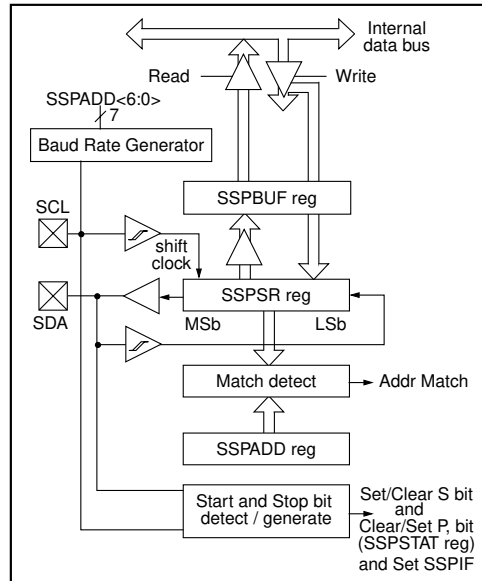 Internal
data bus
Read
Write
SSPADD<6:0>
7
Baud Rate Generator
SSPBUF reg
SCL
shift
clock
SSPSR reg
SDA
MSb
LSb
Match detect
Addr Match
SSPADD reg
Start and Stop bit
detect / generate
Set/Clear S bit
and
Clear/Set P, bit
(SSPSTAT reg)
and Set SSPIF